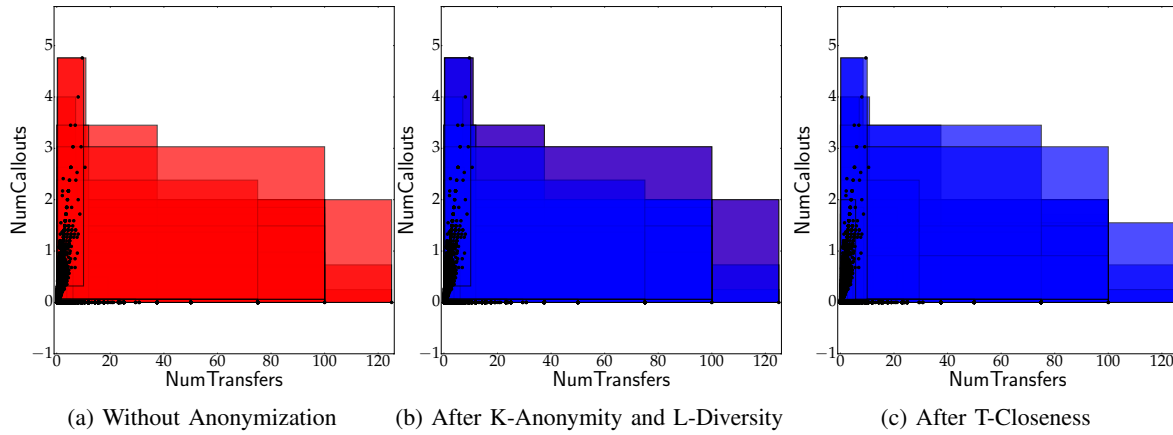 5
4
3
2
1
0
−1
NumCallouts
0 20 40 60 80 100 120
NumTransfers
(a) Without Anonymization
5
4
3
2
1
0
−1
NumCallouts
0 20 40 60 80 100 120
NumTransfers
(b) After K-Anonymity and L-Diversity
5
4
3
2
1
0
−1
NumCallouts
0 20 40 60 80 100 120
NumTransfers
(c) After T-Closeness